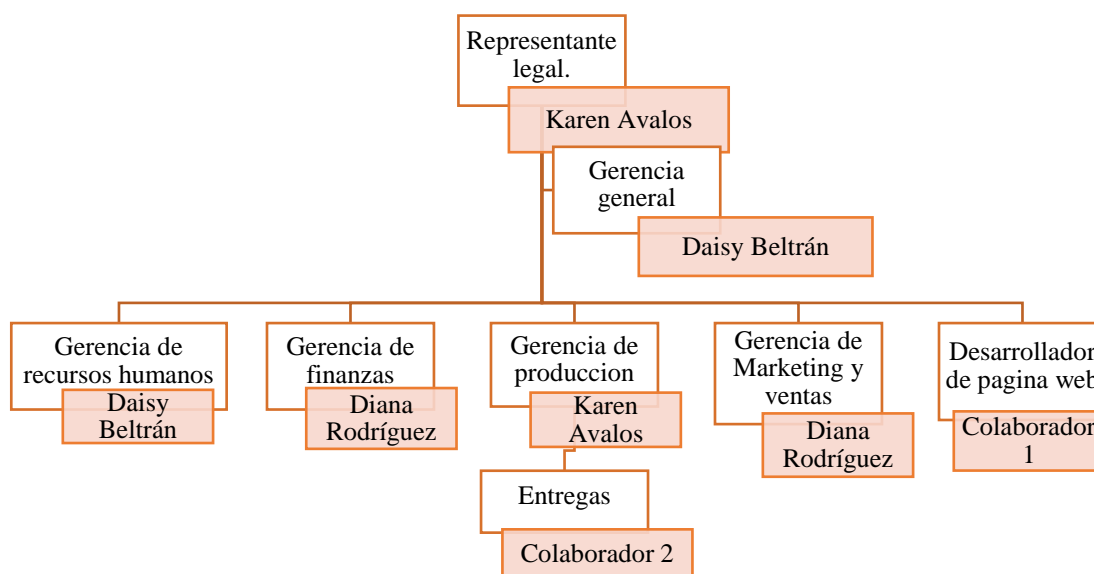 Representante
legal.
Karen Avalos
Gerencia
general
Daisy Beltrán
Gerencia de
recursos humanos
Daisy
Beltrán
Gerencia de
finanzas
Diana
Rodríguez
Gerencia de
produccion
Karen
Avalos
Gerencia de
Marketing y
ventas
Diana
Rodríguez
Desarrollador
de pagina web
Colaborador
1
Entregas
Colaborador 2